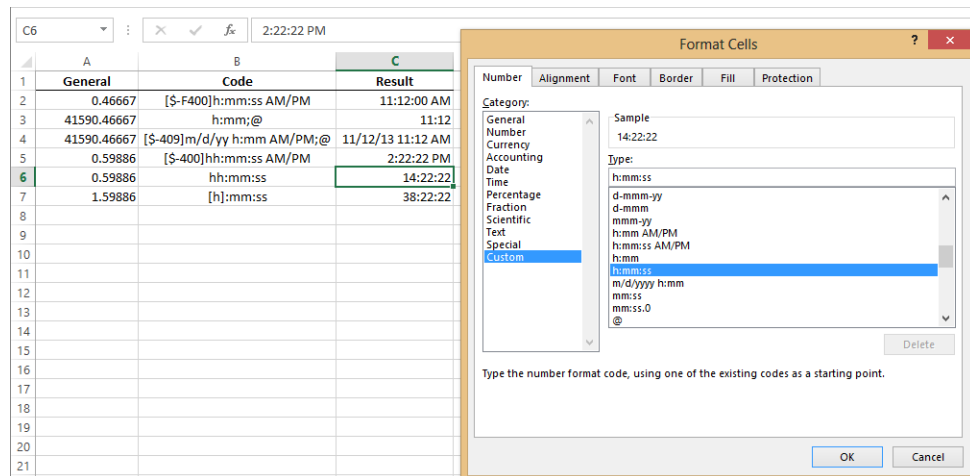 C6 fx 2:22:22 PM
A B C
1 General Code Result
2 0.46667 [$-F400]h:mm:ss AM/PM 11:12:00 AM
3 41590.46667 h:mm;@ 11:12
4 41590.46667 [$-409]m/d/yy h:mm AM/PM;@ 11/12/13 11:12 AM
5 0.59886 [$-400]hh:mm:ss AM/PM 2:22:22 PM
6 0.59886 hh:mm:ss 14:22:22
7 1.59886 [h]:mm:ss 38:22:22
8
9
10
11
12
13
14
15
16
17
18
19
20
21
Format Cells ?
Number Alignment Font Border Fill Protection
Category:
General
Number
Currency
Accounting
Date
Time
Percentage
Fraction
Scientific
Text
Special
Custom
Sample
14:22:22
Type:
h:mm:ss
d-mmm-yy
d-mmm
mmm-yy
h:mm AM/PM
h:mm:ss AM/PM
h:mm
h:mm:ss
m/d/yyyy h:mm
mm:ss
mm:ss.0
@
Delete
Type the number format code, using one of the existing codes as a starting point.
OK Cancel